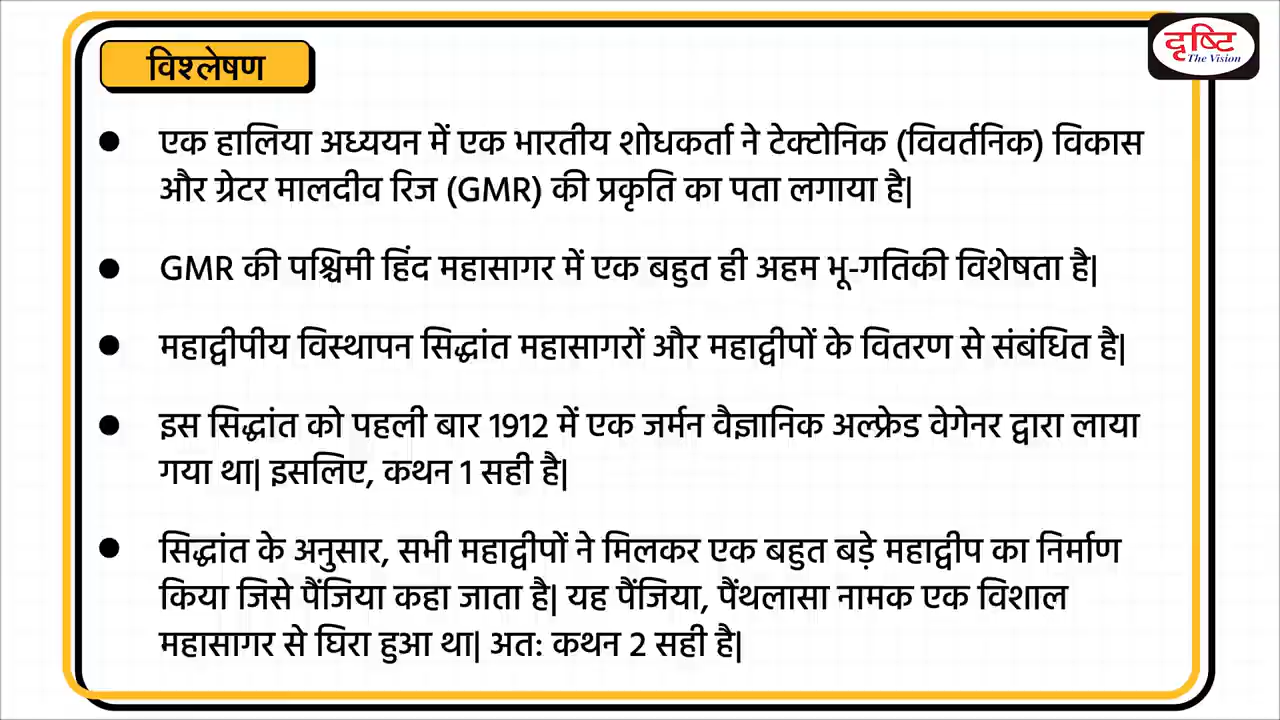 विश्लेषण
दृष्टि
The Vision
● एक हालिया अध्ययन में एक भारतीय शोधकर्ता ने टेक्टोनिक (विवर्तनिक) विकास
और ग्रेटर मालदीव रिज (GMR) की प्रकृति का पता लगाया है|
● GMR की पश्चिमी हिंद महासागर में एक बहुत ही अहम भू-गतिकी विशेषता है|
● महाद्वीपीय विस्थापन सिद्धांत महासागरों और महाद्वीपों के वितरण से संबंधित है|
● इस सिद्धांत को पहली बार 1912 में एक जर्मन वैज्ञानिक अल्फ्रेड वेगेनर द्वारा लाया
गया था| इसलिए, कथन 1 सही है|
● सिद्धांत के अनुसार, सभी महाद्वीपों ने मिलकर एक बहुत बड़े महाद्वीप का निर्माण
किया जिसे पैंजिया कहा जाता है| यह पैंजिया, पैंथलासा नामक एक विशाल
महासागर से घिरा हुआ था| अत: कथन 2 सही है|